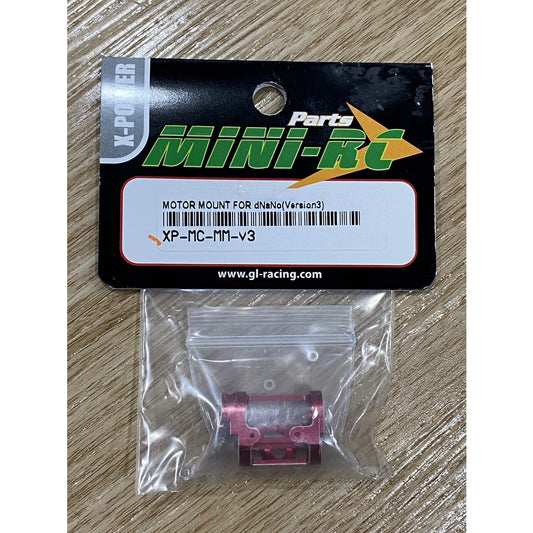 X-POWER
Parts
MINI-RC
MOTOR MOUNT FOR dNaNo(Version3)
XP-MC-MM-v3
www.gl-racing.com